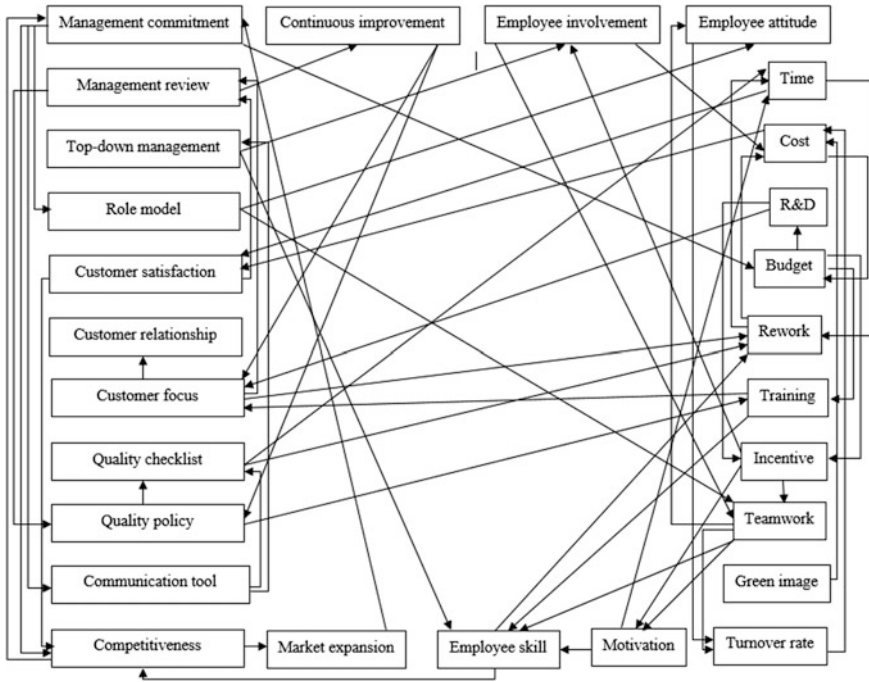 Management commitment
Continuous improvement
Employee involvement
Employee attitude
Management review
Time
Top-down management
Cost
Role model
R&D
Customer satisfaction
Budget
Customer relationship
Rework
Customer focus
Training
Quality checklist
Incentive
Quality policy
Teamwork
Communication tool
Green image
Competitiveness
Market expansion
Employee skill
Motivation
Turnover rate